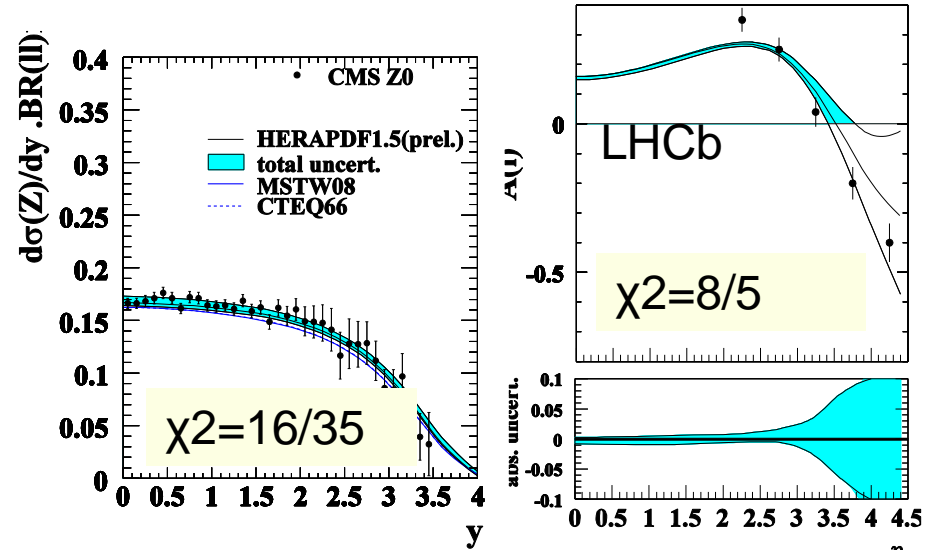 dσ(Z)/dy .BR(ll)
0.4
0.35
0.3
0.25
0.2
0.15
0.1
0.05
0
CMS Z0
HERAPDF1.5(prel.)
total uncert.
MSTW08
CTEQ66
χ2=16/35
0 0.5 1 1.5 2 2.5 3 3.5 4
y
0
-0.5
LHCb
χ2=8/5
uncert.
0.1
0.05
0
-0.05
-0.1
0 0.5 1 1.5 2 2.5 3 3.5 4 4.5